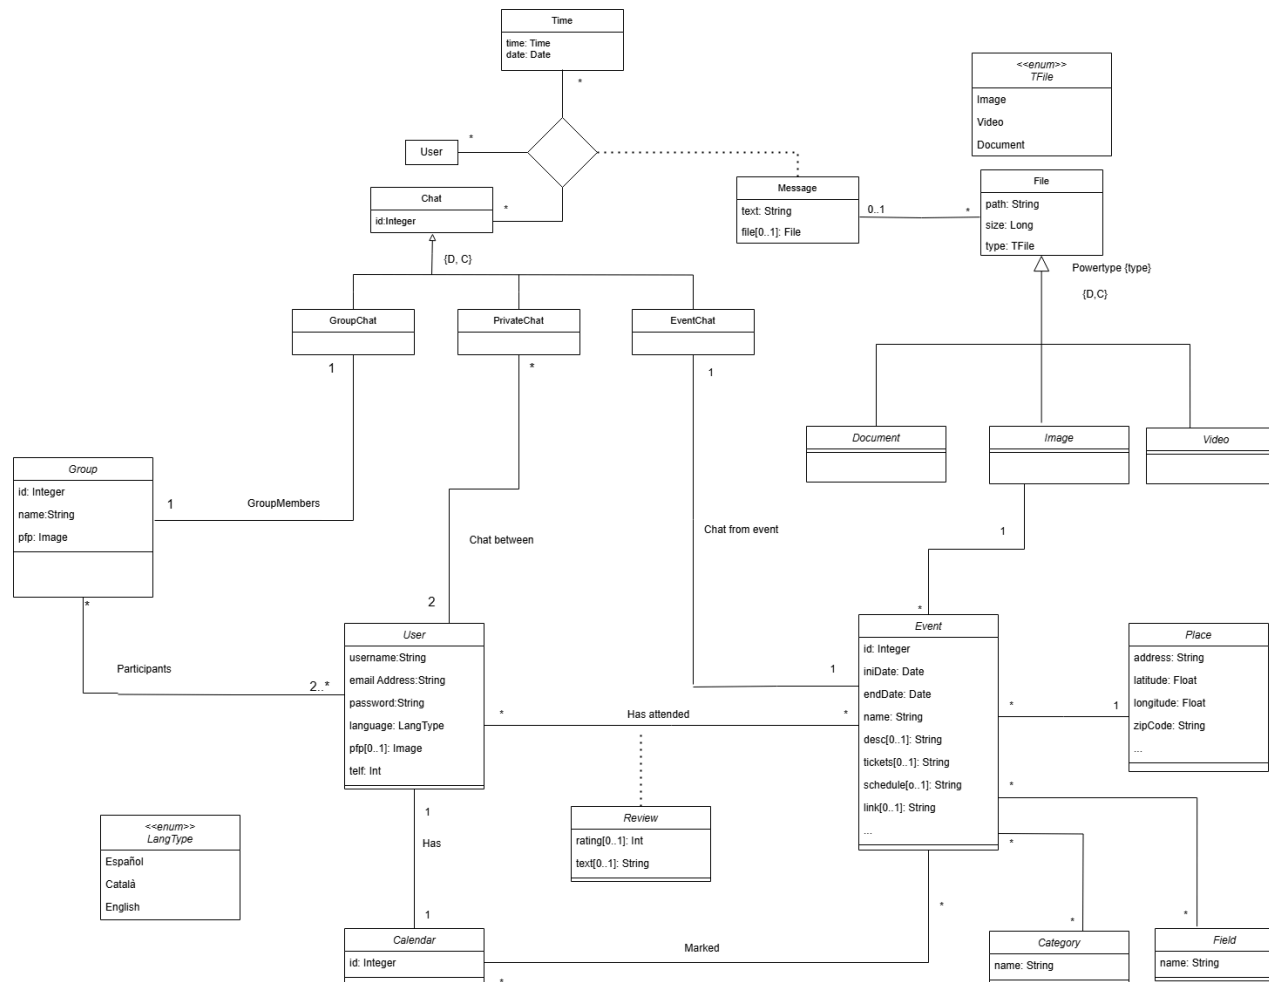 Time
time: Time
date: Date
*
<<enum>>
TFile
Image
Video
Document
User
*
Chat
id:Integer
*
Message
text: String
file[0..1]: File
0..1
*
File
path: String
size: Long
type: TFile
{D, C}
Powertype {type}
{D,C}
GroupChat
PrivateChat
EventChat
1
*
1
Document
Image
Video
Group
id: Integer
name:String
pfp: Image
1
GroupMembers
Chat between
Chat from event
1
*
2
*
User
username:String
email Address:String
password:String
language: LangType
pfp[0..1]: Image
telf: Int
Participants
2..*
1
Event
id: Integer
iniDate: Date
endDate: Date
name: String
desc[0..1]: String
tickets[0..1]: String
schedule[o..1]: String
link[0..1]: String
...
Place
address: String
latitude: Float
longitude: Float
zipCode: String
...
*
1
*
Has attended
*
*
*
1
Has
1
Review
rating[0..1]: Int
text[0..1]: String
<<enum>>
LangType
Español
Català
English
*
*
*
Calendar
id: Integer
*
Marked
Category
name: String
Field
name: String